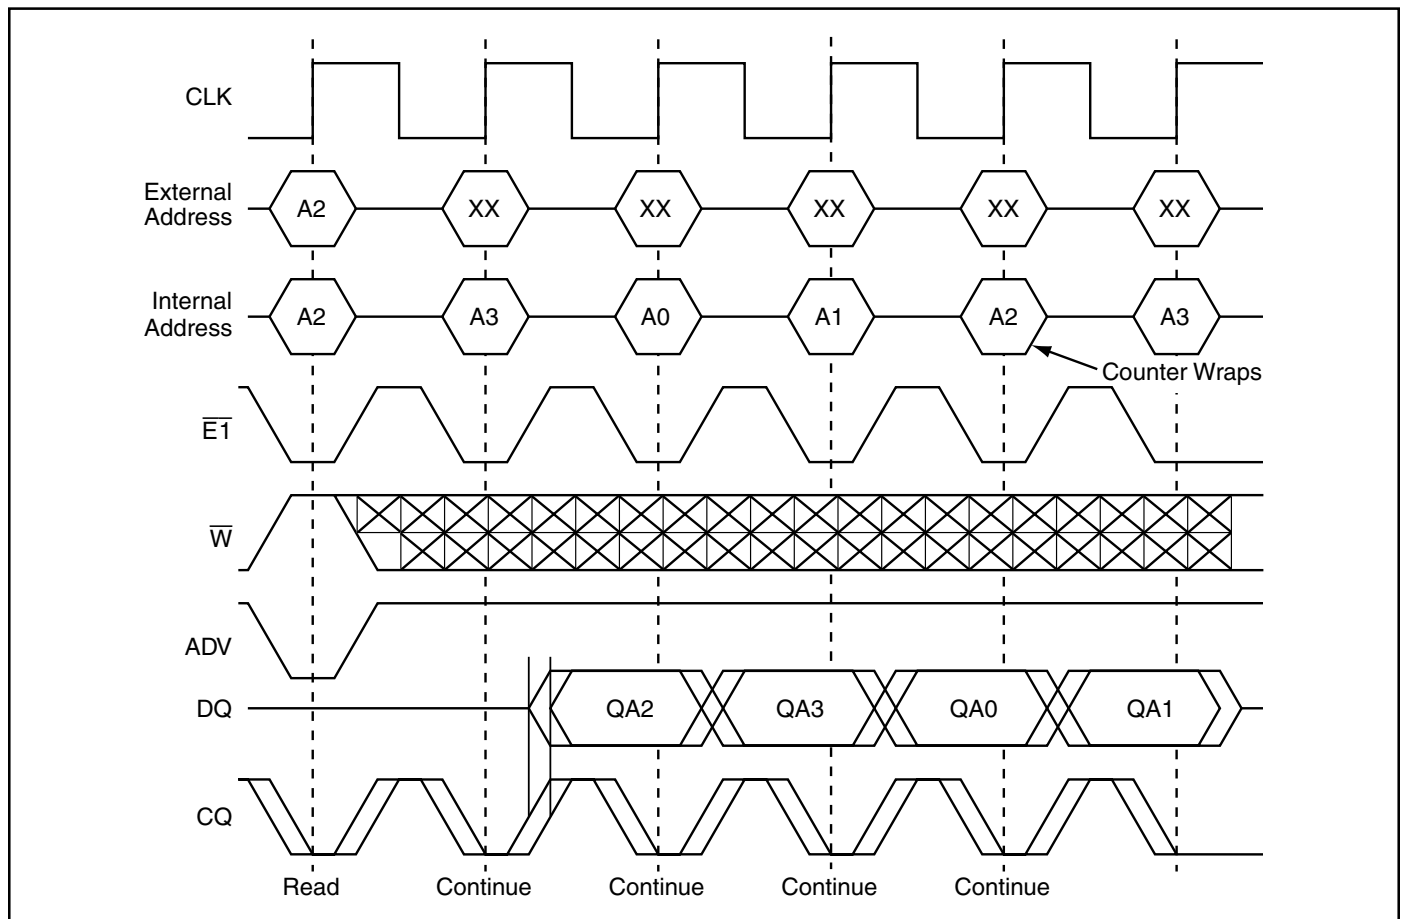 CLK
External
Address
A2
XX
XX
XX
XX
XX
Internal
Address
A2
A3
A0
A1
A2
A3
Counter Wraps
E1
W
ADV
DQ
QA2
QA3
QA0
QA1
CQ
Read
Continue
Continue
Continue
Continue